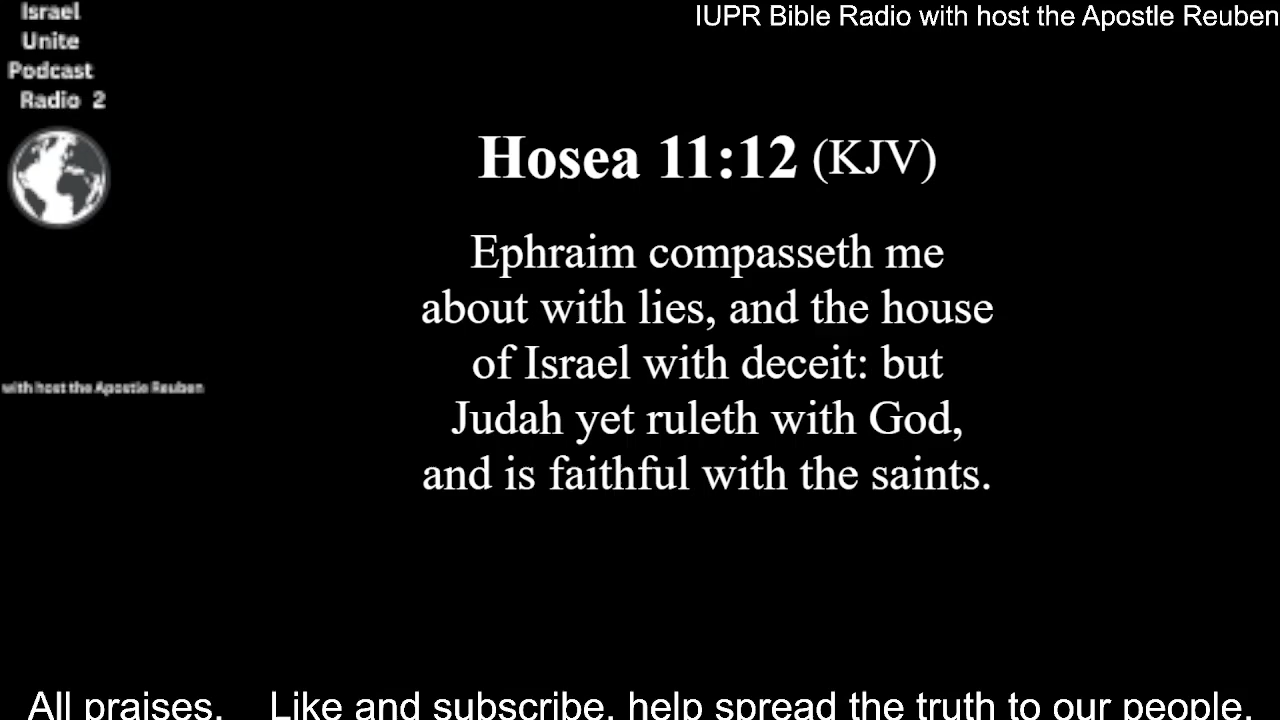 Israel
Unite
Podcast
Radio 2
IUPR Bible Radio with host the Apostle Reuben
Hosea 11:12 (KJV)
Ephraim compasseth me
about with lies, and the house
of Israel with deceit: but
Judah yet ruleth with God,
and is faithful with the saints.
with host the Apostle Reuben
All praises. Like and subscribe, help spread the truth to our people.